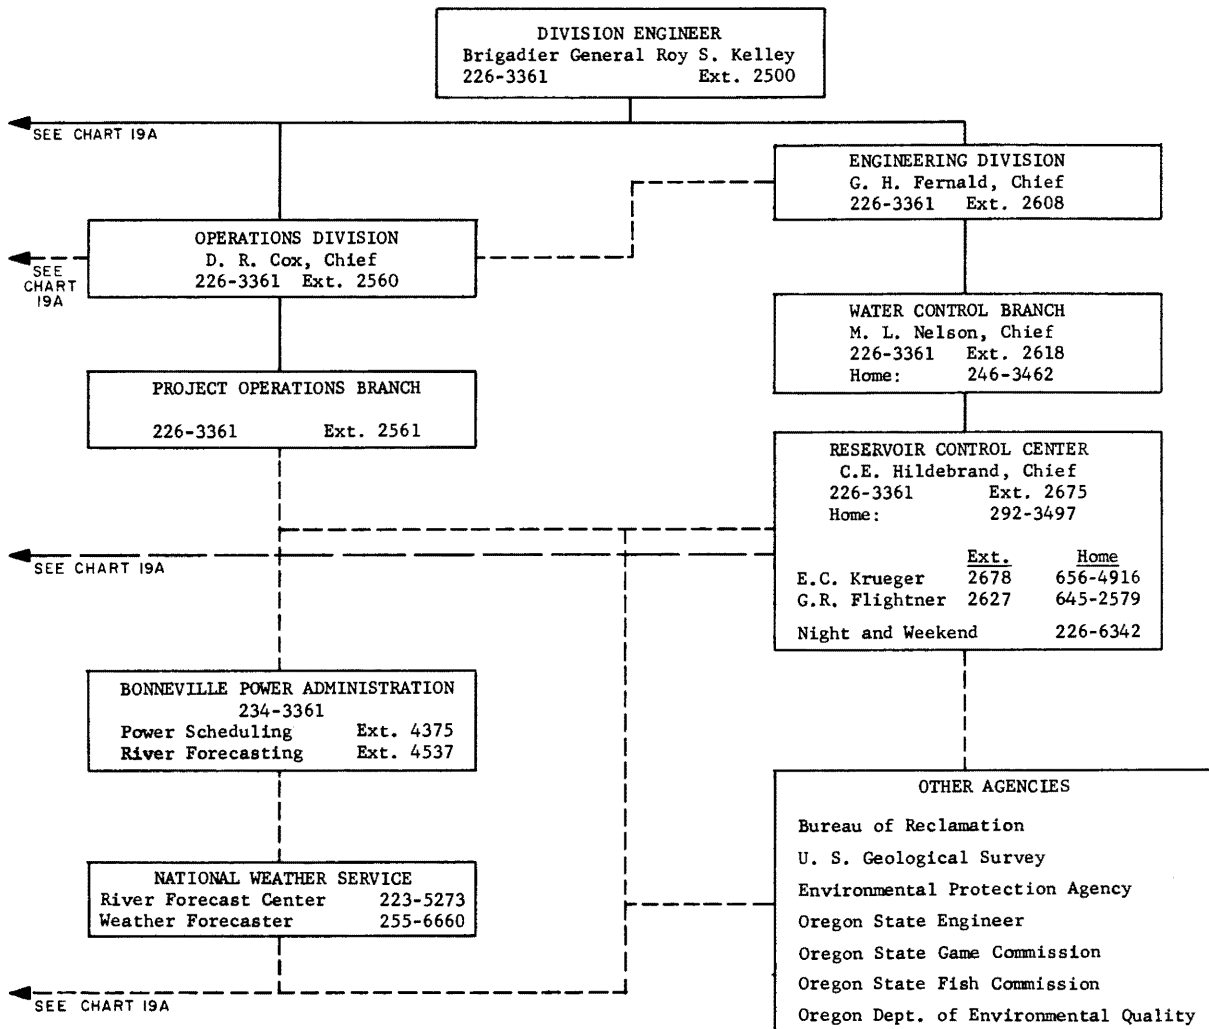 DIVISION ENGINEER
Brigadier General Roy S. Kelley
226-3361 Ext. 2500
SEE CHART 19A
ENGINEERING DIVISION
G. H. Fernald, Chief
226-3361 Ext. 2608
OPERATIONS DIVISION
D. R. Cox, Chief
226-3361 Ext. 2560
SEE
CHART
19A
WATER CONTROL BRANCH
M. L. Nelson, Chief
226-3361 Ext. 2618
Home: 246-3462
PROJECT OPERATIONS BRANCH
226-3361 Ext. 2561
RESERVOIR CONTROL CENTER
C.E. Hildebrand, Chief
226-3361 Ext. 2675
Home: 292-3497
Ext. Home
E.C. Krueger 2678 656-4916
G.R. Flightner 2627 645-2579
Night and Weekend 226-6342
SEE CHART 19A
BONNEVILLE POWER ADMINISTRATION
234-3361
Power Scheduling Ext. 4375
River Forecasting Ext. 4537
NATIONAL WEATHER SERVICE
River Forecast Center 223-5273
Weather Forecaster 255-6660
SEE CHART 19A
OTHER AGENCIES
Bureau of Reclamation
U. S. Geological Survey
Environmental Protection Agency
Oregon State Engineer
Oregon State Game Commission
Oregon State Fish Commission
Oregon Dept. of Environmental Quality